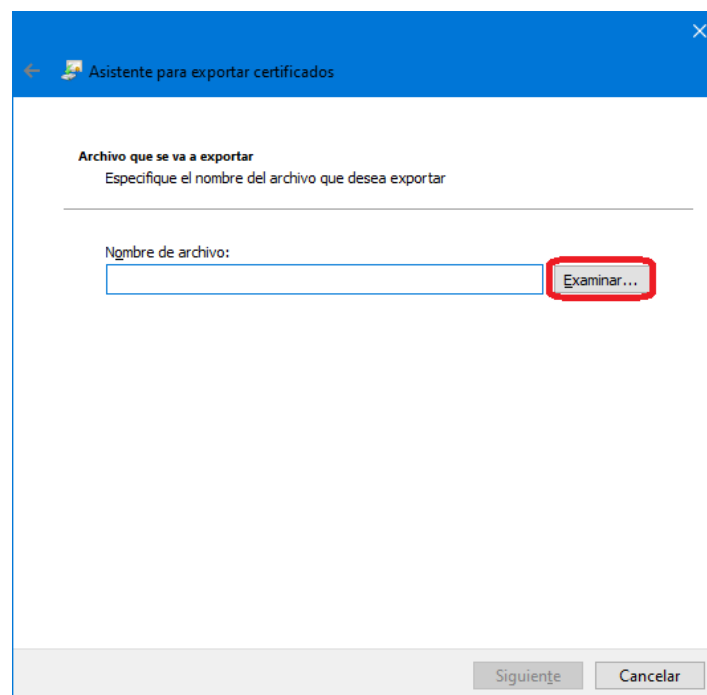 Asistente para exportar certificados
Archivo que se va a exportar
Especifique el nombre del archivo que desea exportar
Nombre de archivo:
Examinar...
Siguiente
Cancelar